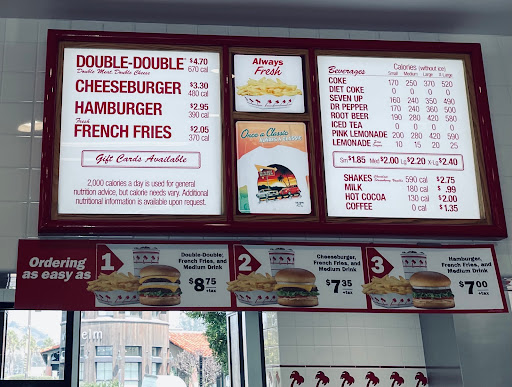 DOUBLE-DOUBLE $4.70
Double Meat Double Cheese 670 cal
CHEESEBURGER $3.30
480 cal
HAMBURGER $2.95
390 cal
Fresh
FRENCH FRIES $2.05
370 cal
Gift Cards Available
2,000 calories a day is used for general
nutrition advice, but calorie needs vary. Additional
nutritional information is available upon request.
Always
Fresh
Once a Classic
Beverages Calories (without ice)
Small Medium Large X Large
COKE 170 250 370 520
DIET COKE 0 0 0 0
SEVEN UP 160 240 350 490
DR PEPPER 170 240 360 500
ROOT BEER 190 280 420 580
ICED TEA 0 0 0 0
PINK LEMONADE 200 280 420 590
LEMONADE 10 15 20 25
Sm $1.85 Med $2.00 Lg $2.20 X-Lg $2.40
SHAKES 590 cal $2.75
MILK 180 cal $ .99
HOT COCOA 130 cal $2.00
COFFEE 0 cal $1.35
Ordering
as easy as
1
Double-Double,
French Fries, and
Medium Drink
$8 75
+tax
2
Cheeseburger,
French Fries, and
Medium Drink
$7 35
+tax
3
Hamburger,
French Fries, and
Medium Drink
$7 00
+tax
elm